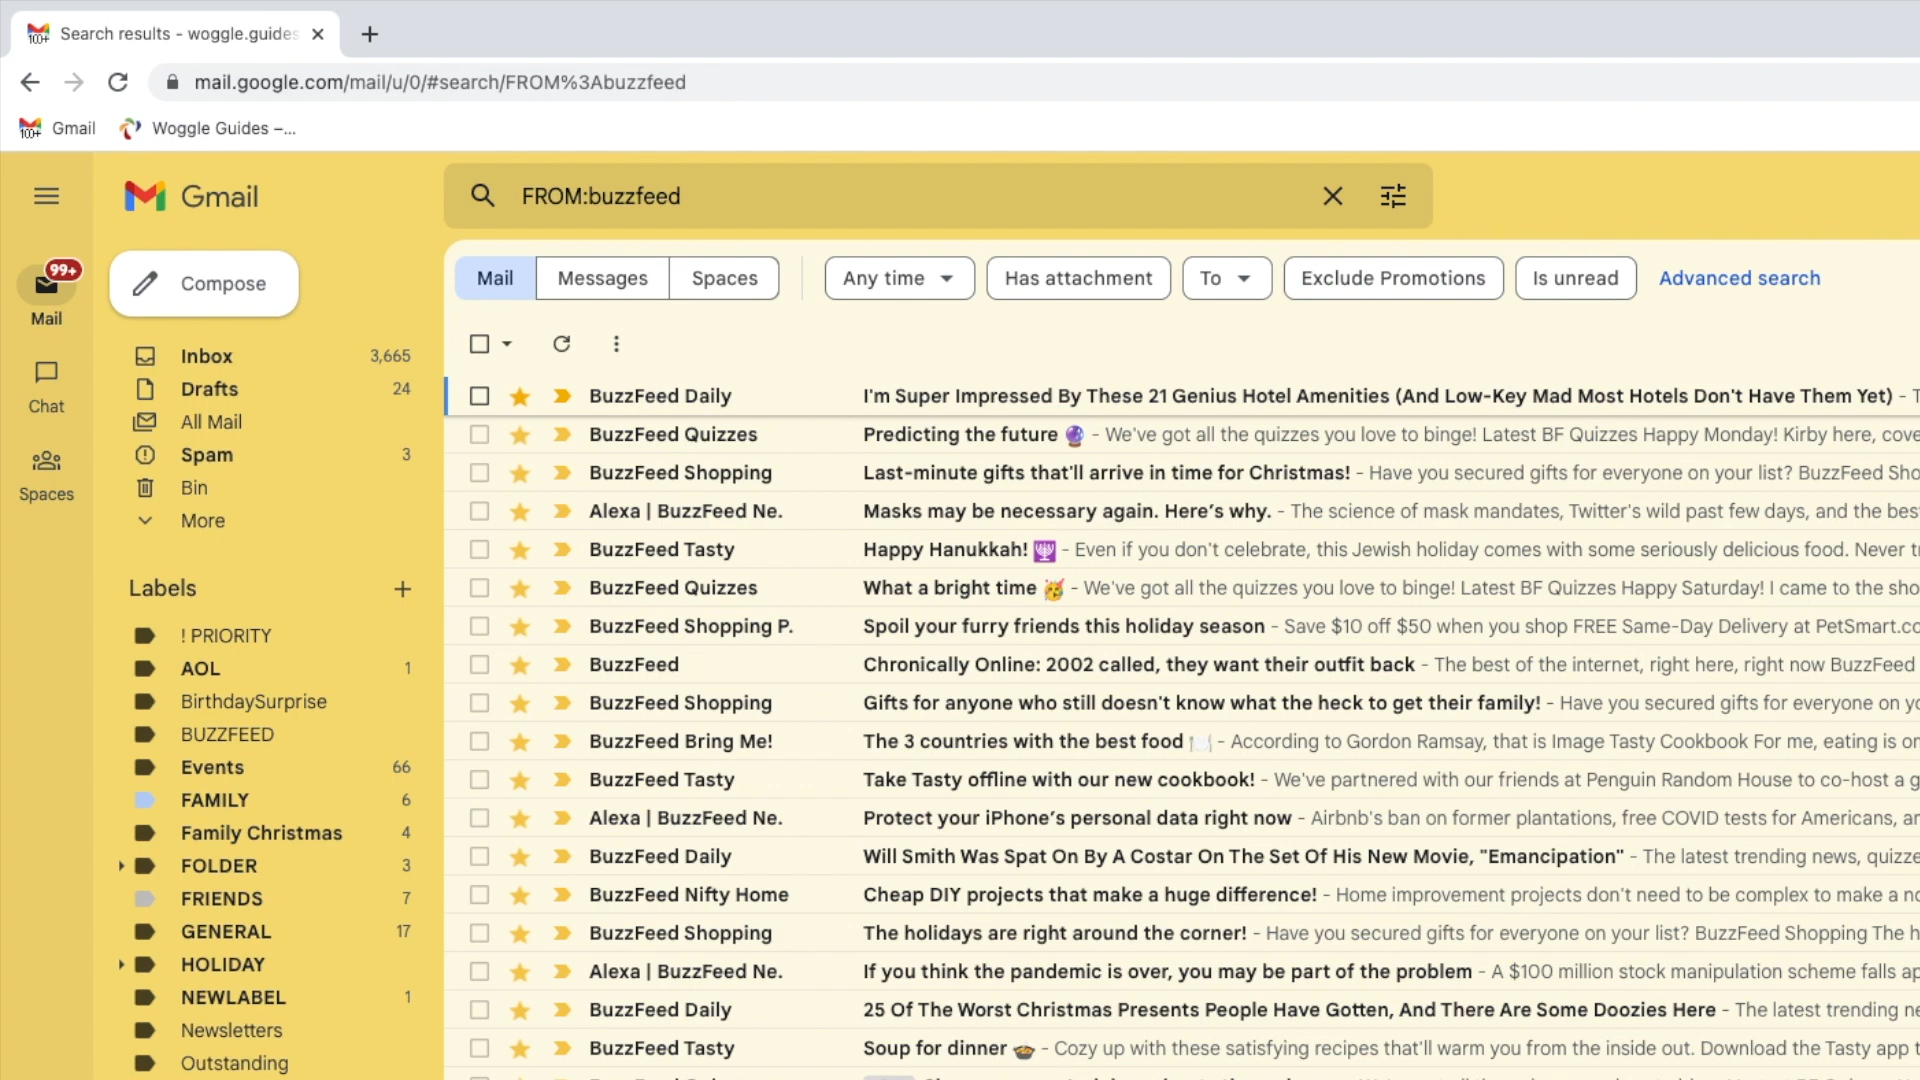 Search results - woggle.guides
mail.google.com/mail/u/0/#search/FROM%3Abuzzfeed
Gmail
Woggle Guides –...
Gmail
FROM:buzzfeed
99+
Mail
Chat
Spaces
Compose
Inbox 3,665
Drafts 24
All Mail
Spam 3
Bin
More
Labels
! PRIORITY
AOL 1
BirthdaySurprise
BUZZFEED
Events 66
FAMILY 6
Family Christmas 4
FOLDER 3
FRIENDS 7
GENERAL 17
HOLIDAY
NEWLABEL 1
Newsletters
Outstanding
Mail Messages Spaces Any time Has attachment To Exclude Promotions Is unread Advanced search
BuzzFeed Daily I'm Super Impressed By These 21 Genius Hotel Amenities (And Low-Key Mad Most Hotels Don't Have Them Yet) -
BuzzFeed Quizzes Predicting the future 🔮 - We've got all the quizzes you love to binge! Latest BF Quizzes Happy Monday! Kirby here, cove
BuzzFeed Shopping Last-minute gifts that'll arrive in time for Christmas! - Have you secured gifts for everyone on your list? BuzzFeed Sho
Alexa | BuzzFeed Ne. Masks may be necessary again. Here’s why. - The science of mask mandates, Twitter's wild past few days, and the bes
BuzzFeed Tasty Happy Hanukkah! 🕎 - Even if you don't celebrate, this Jewish holiday comes with some seriously delicious food. Never tr
BuzzFeed Quizzes What a bright time 🥳 - We've got all the quizzes you love to binge! Latest BF Quizzes Happy Saturday! I came to the sho
BuzzFeed Shopping P. Spoil your furry friends this holiday season - Save $10 off $50 when you shop FREE Same-Day Delivery at PetSmart.co
BuzzFeed Chronically Online: 2002 called, they want their outfit back - The best of the internet, right here, right now BuzzFeed
BuzzFeed Shopping Gifts for anyone who still doesn't know what the heck to get their family! - Have you secured gifts for everyone on yo
BuzzFeed Bring Me! The 3 countries with the best food 🍽️ - According to Gordon Ramsay, that is Image Tasty Cookbook For me, eating is on
BuzzFeed Tasty Take Tasty offline with our new cookbook! - We've partnered with our friends at Penguin Random House to co-host a g
Alexa | BuzzFeed Ne. Protect your iPhone’s personal data right now - Airbnb's ban on former plantations, free COVID tests for Americans, an
BuzzFeed Daily Will Smith Was Spat On By A Costar On The Set Of His New Movie, "Emancipation" - The latest trending news, quizze
BuzzFeed Nifty Home Cheap DIY projects that make a huge difference! - Home improvement projects don't need to be complex to make a no
BuzzFeed Shopping The holidays are right around the corner! - Have you secured gifts for everyone on your list? BuzzFeed Shopping The h
Alexa | BuzzFeed Ne. If you think the pandemic is over, you may be part of the problem - A $100 million stock manipulation scheme falls ap
BuzzFeed Daily 25 Of The Worst Christmas Presents People Have Gotten, And There Are Some Doozies Here - The latest trending ne
BuzzFeed Tasty Soup for dinner 🍲 - Cozy up with these satisfying recipes that'll warm you from the inside out. Download the Tasty app t